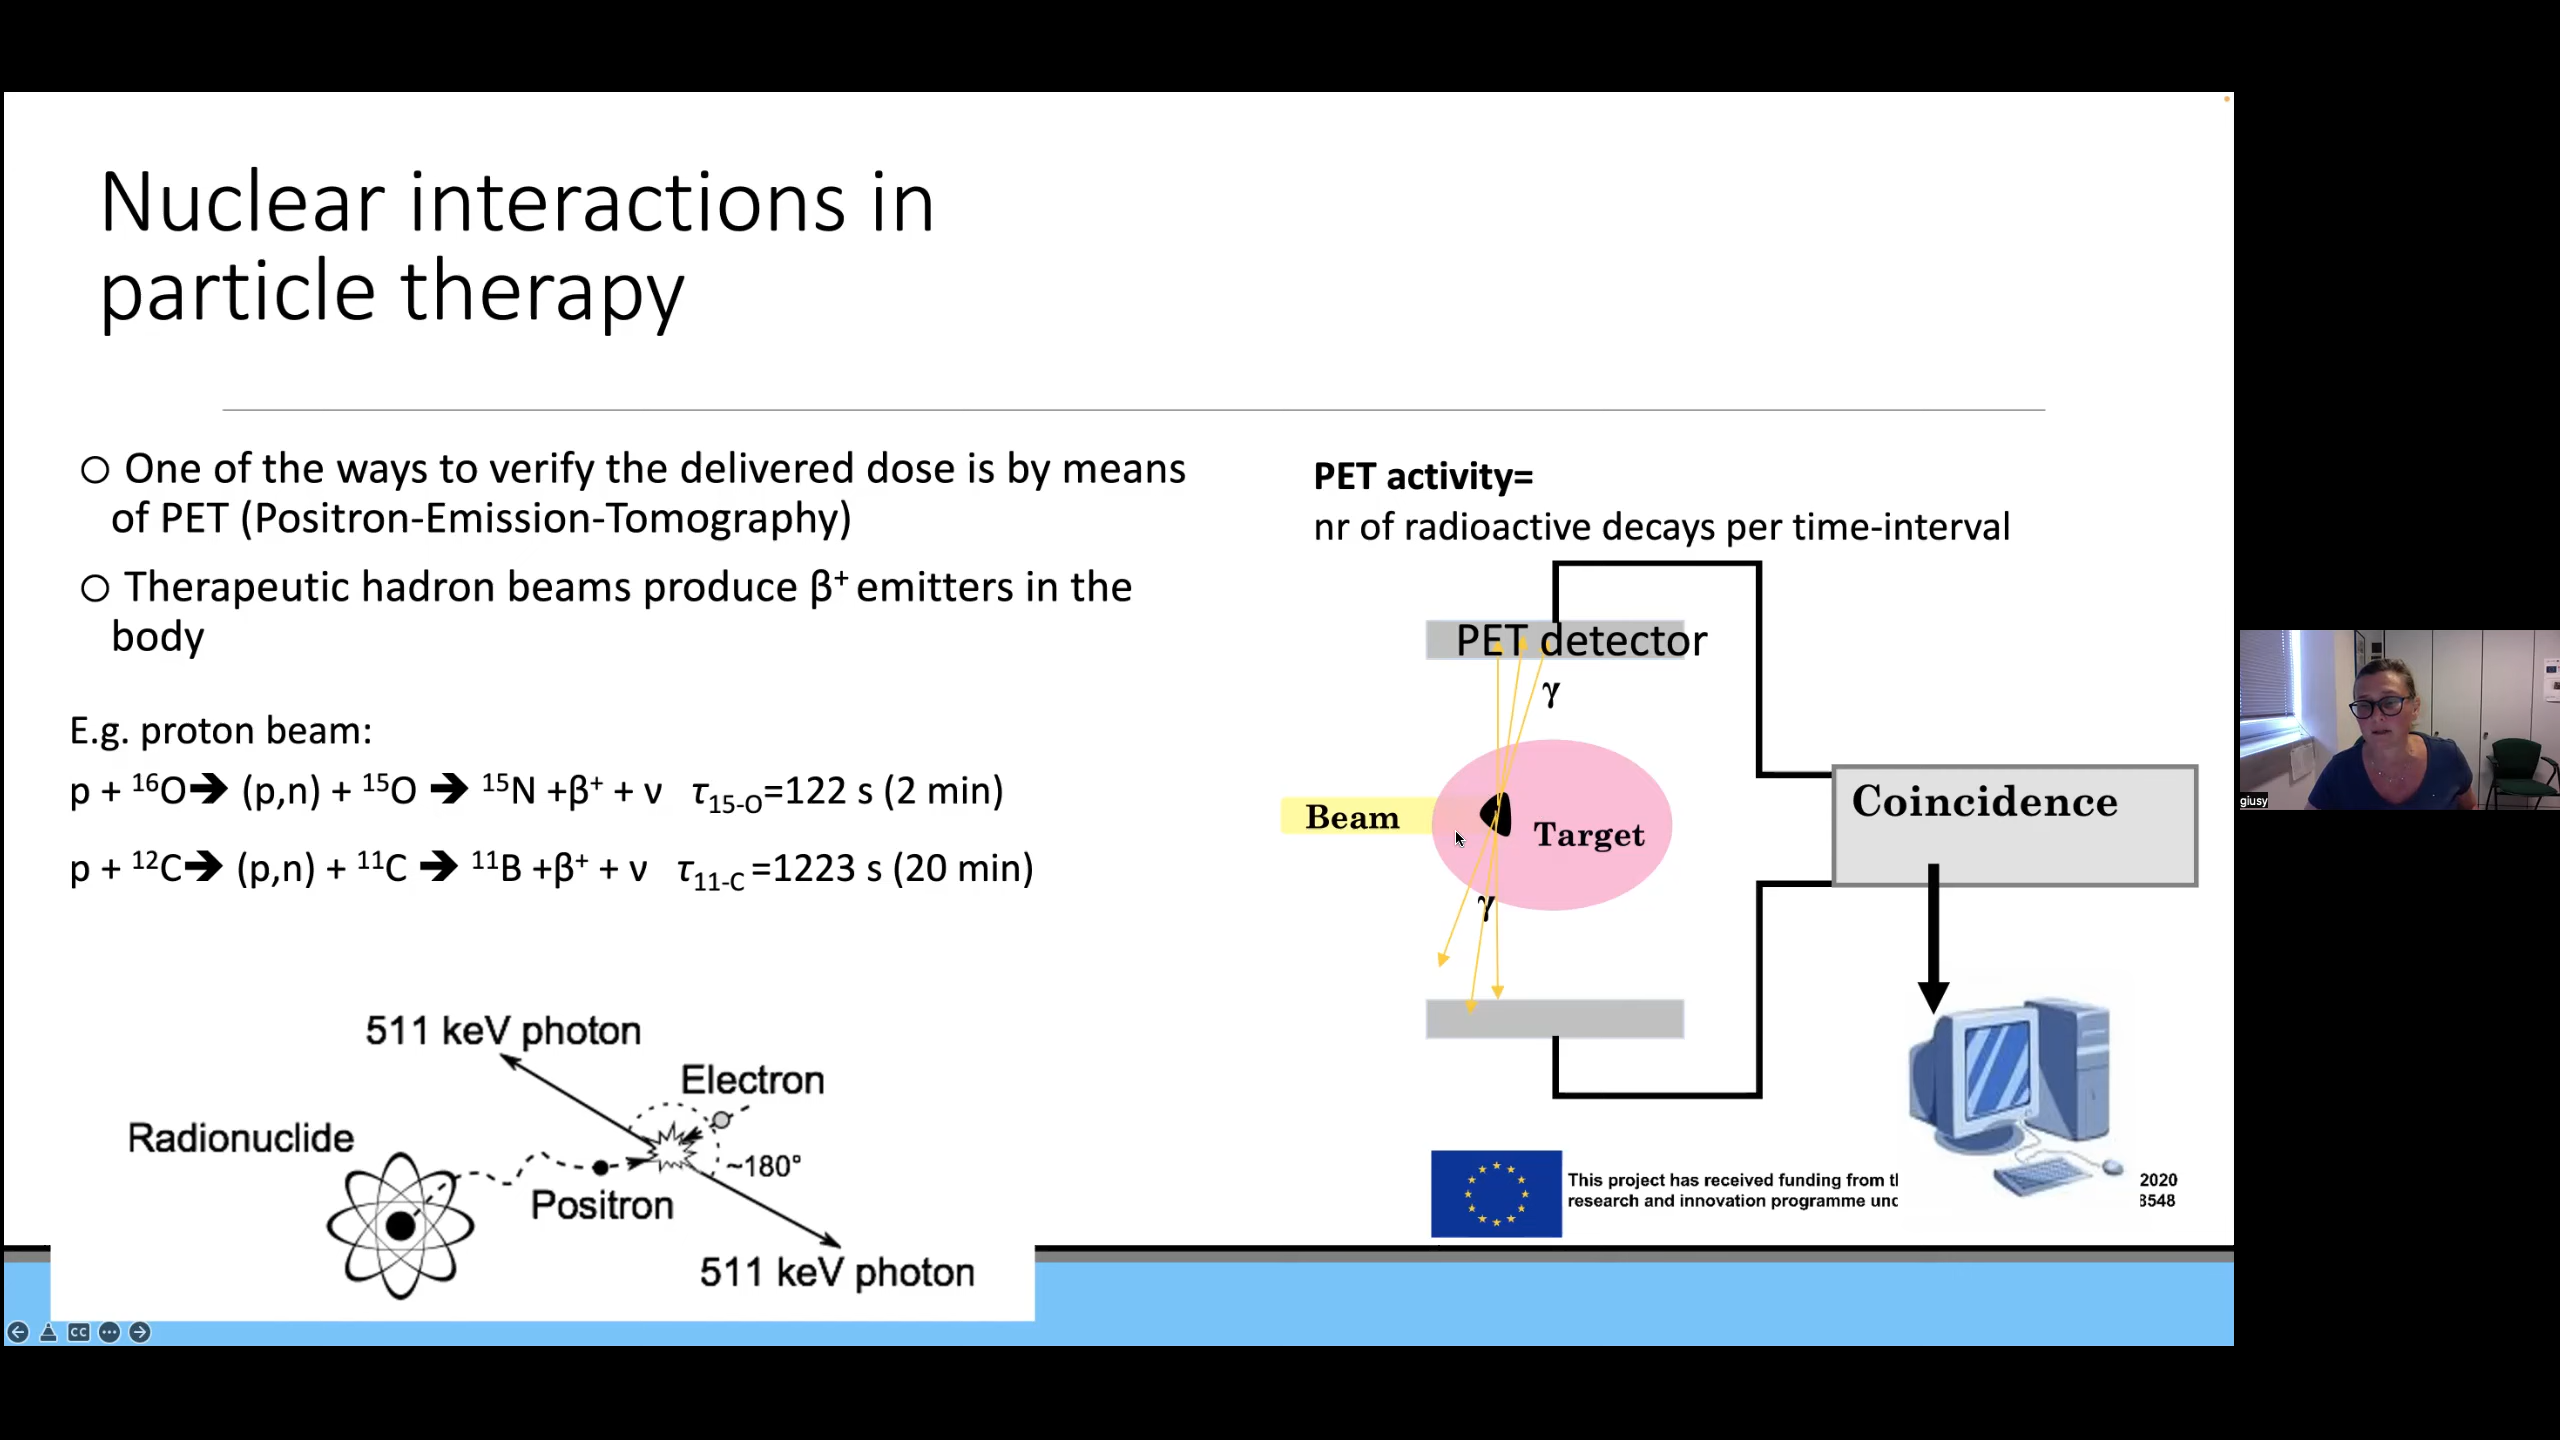 Nuclear interactions in
particle therapy
○ One of the ways to verify the delivered dose is by means
of PET (Positron-Emission-Tomography)
○ Therapeutic hadron beams produce β⁺ emitters in the
body
E.g. proton beam:
p + ¹⁶O➔ (p,n) + ¹⁵O ➔ ¹⁵N +β⁺ + ν τ₁₅₋O=122 s (2 min)
p + ¹²C➔ (p,n) + ¹¹C ➔ ¹¹B +β⁺ + ν τ₁₁₋C =1223 s (20 min)
511 keV photon
Electron
Radionuclide
~180°
Positron
511 keV photon
PET activity=
nr of radioactive decays per time-interval
PET detector
γ
Beam
Target
γ
Coincidence
This project has received funding from 2020
research and innovation programme 8548
CC
giusy